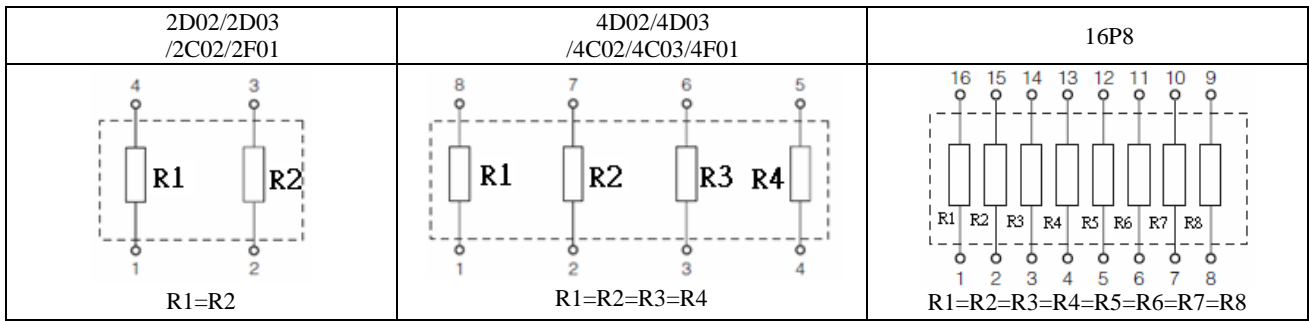 2D02/2D03
/2C02/2F01
4D02/4D03
/4C02/4C03/4F01
16P8
4 3
R1 R2
1 2
R1=R2
8 7 6 5
R1 R2 R3 R4
1 2 3 4
R1=R2=R3=R4
16 15 14 13 12 11 10 9
R1 R2 R3 R4 R5 R6 R7 R8
1 2 3 4 5 6 7 8
R1=R2=R3=R4=R5=R6=R7=R8